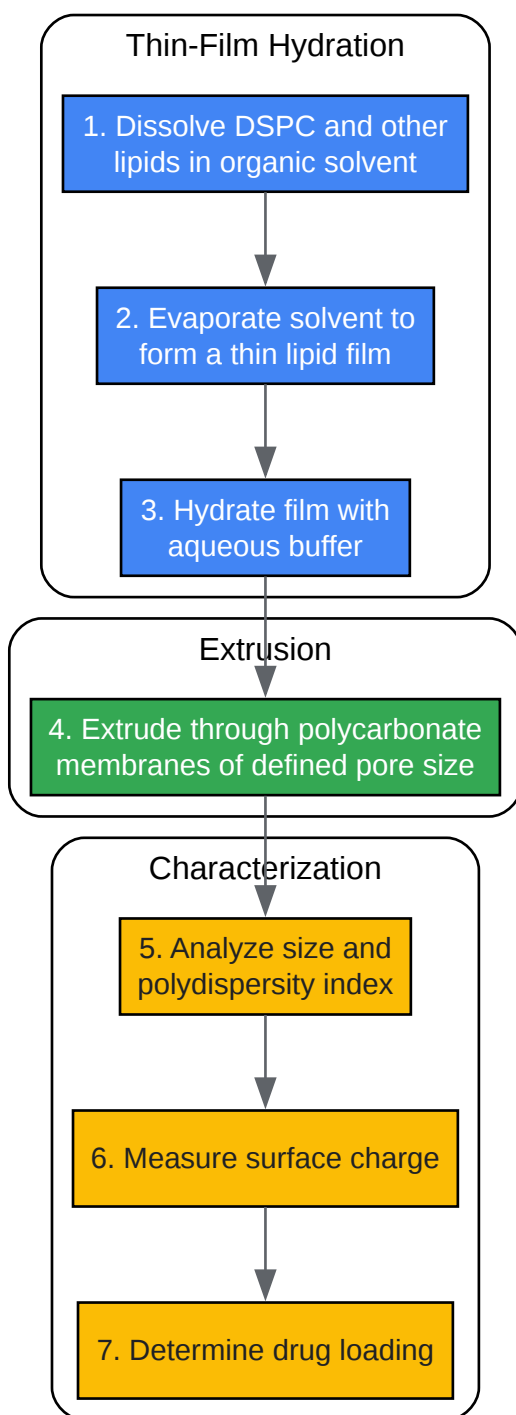 Thin-Film Hydration
1. Dissolve DSPC and other
lipids in organic solvent
2. Evaporate solvent to
form a thin lipid film
3. Hydrate film with
aqueous buffer
Extrusion
4. Extrude through polycarbonate
membranes of defined pore size
Characterization
5. Analyze size and
polydispersity index
6. Measure surface charge
7. Determine drug loading